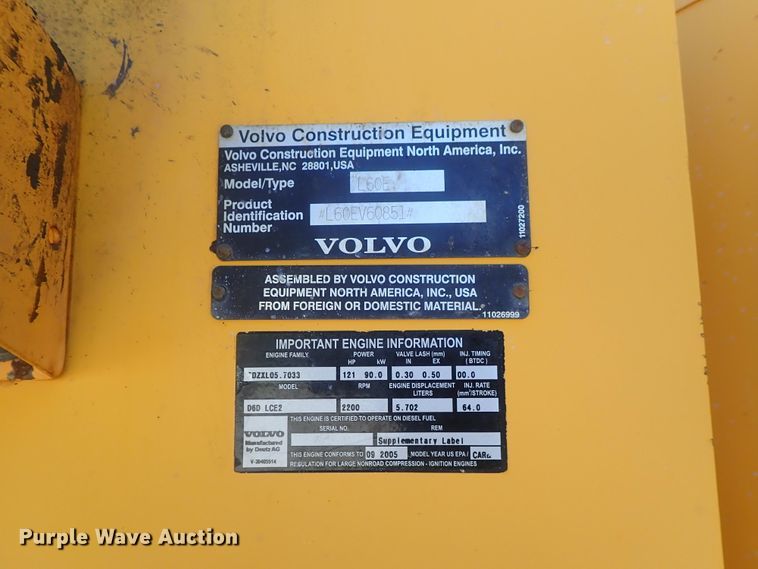 Volvo Construction Equipment
Volvo Construction Equipment North America, Inc.
ASHEVILLE,NC 28801,USA
Model/Type L60E
Product
Identification #L60EV60851#
Number
VOLVO
11027200
ASSEMBLED BY VOLVO CONSTRUCTION
EQUIPMENT NORTH AMERICA, INC., USA
FROM FOREIGN OR DOMESTIC MATERIAL.
11026999
IMPORTANT ENGINE INFORMATION
ENGINE FAMILY POWER VALVE LASH (mm) INJ. TIMING
HP kW IN EX (BTDC)
DZXL05.7033 121 90.0 0.30 0.50 00.0
MODEL RPM ENGINE DISPLACEMENT INJ. RATE
LITERS (mm³/STROKE)
D6D LCE2 2200 5.702 64.0
THIS ENGINE IS CERTIFIED TO OPERATE ON DIESEL FUEL
SERIAL NO. REM
VOLVO Supplementary Label
Manufactured
by Deutz AG
THIS ENGINE CONFORMS TO 09 2005 MODEL YEAR US EPA/ CARB
REGULATION FOR LARGE NONROAD COMPRESSION - IGNITION ENGINES
Purple Wave Auction